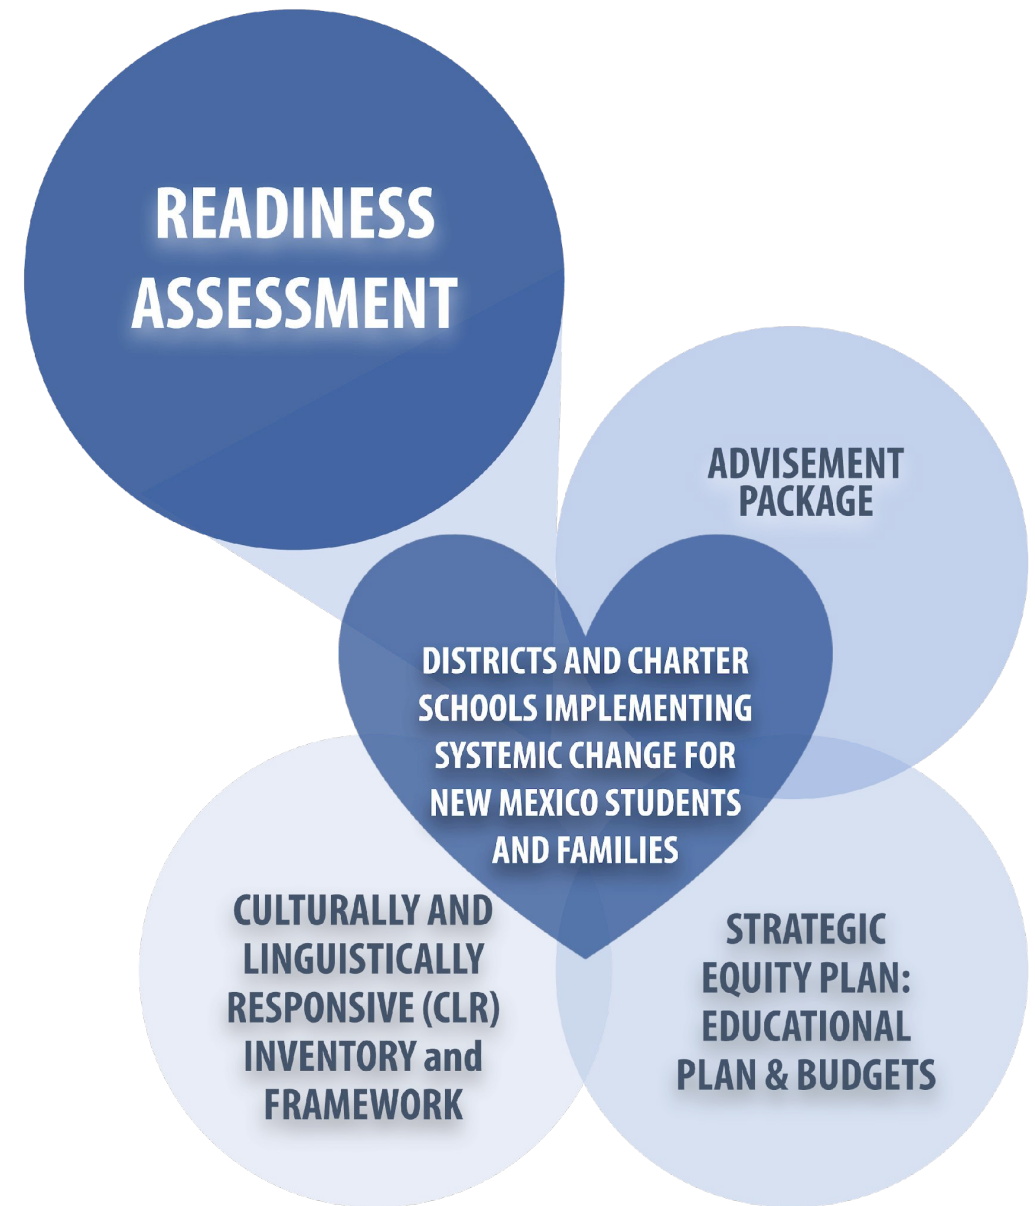 READINESS
ASSESSMENT
ADVISEMENT
PACKAGE
DISTRICTS AND CHARTER
SCHOOLS IMPLEMENTING
SYSTEMIC CHANGE FOR
NEW MEXICO STUDENTS
AND FAMILIES
CULTURALLY AND
LINGUISTICALLY
RESPONSIVE (CLR)
INVENTORY and
FRAMEWORK
STRATEGIC
EQUITY PLAN:
EDUCATIONAL
PLAN & BUDGETS